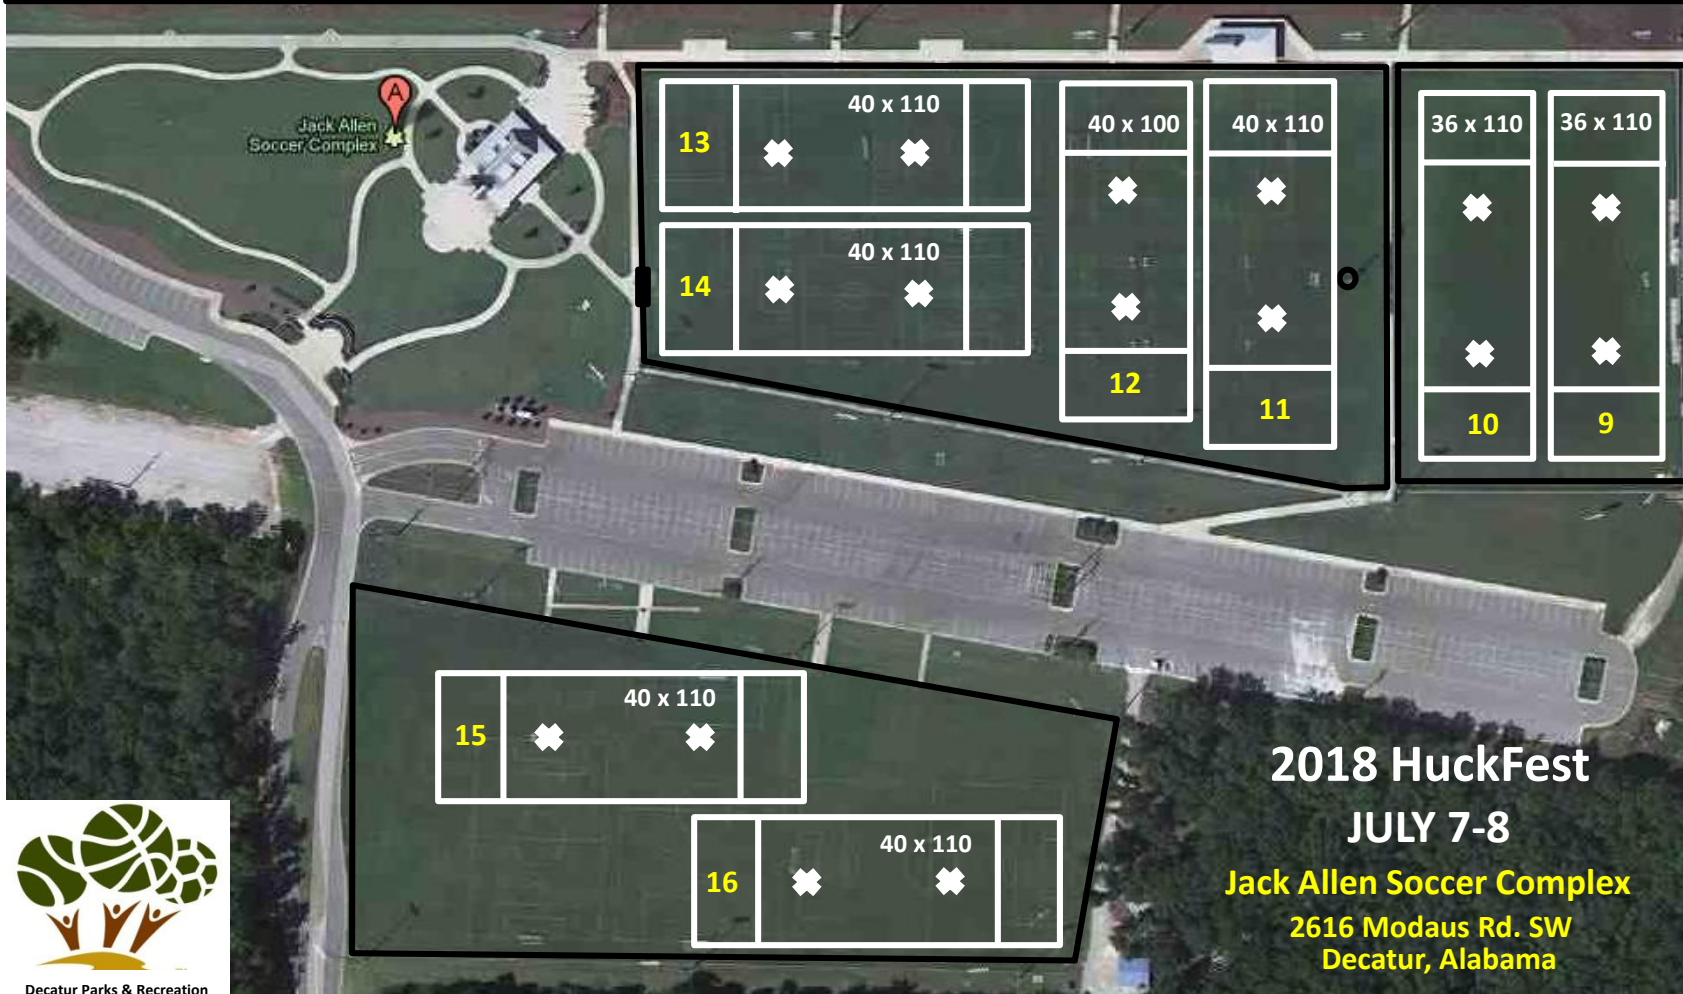 A
Jack Allen
Soccer Complex
13
40 x 110
14
40 x 110
40 x 100
12
40 x 110
11
36 x 110
10
36 x 110
9
15
40 x 110
16
40 x 110
2018 HuckFest
JULY 7-8
Jack Allen Soccer Complex
2616 Modaus Rd. SW
Decatur, Alabama
Decatur Parks & Recreation